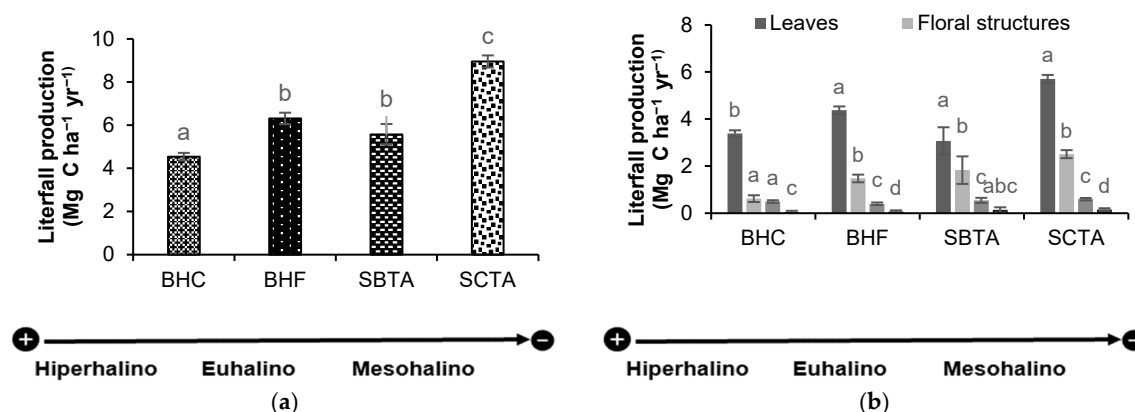 Literfall production
(Mg C ha⁻¹ yr⁻¹)
10
8
6
4
2
0
a
b
b
c
BHC BHF SBTA SCTA
+ −
Hiperhalino Euhalino Mesohalino
(a)
Literfall production
(Mg C ha⁻¹ yr⁻¹)
8
6
4
2
0
Leaves Floral structures
b a a c
a b c d
a b c abc
a b c d
BHC BHF SBTA SCTA
+ −
Hiperhalino Euhalino Mesohalino
(b)